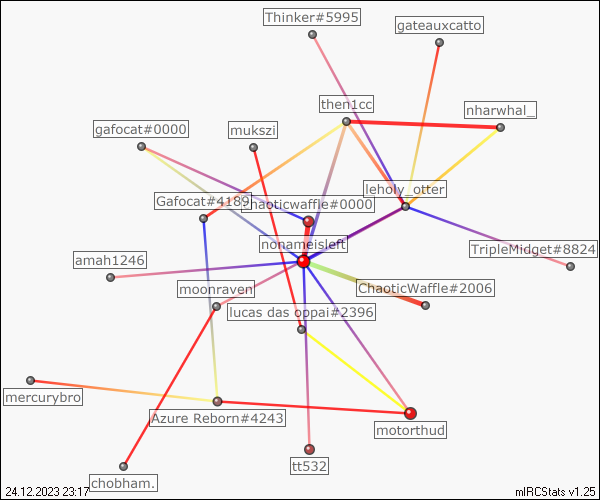 Thinker#5995
gateauxcatto
then1cc
nharwhal_
gafocat#0000
mukszi
leholy_otter
Gafocat#4189
Chaoticwaffle#0000
nonameisleft
TripleMidget#8824
amah1246
moonraven
ChaoticWaffle#2006
lucas das oppai#2396
mercurybro
Azure Reborn#4243
motorthud
tt532
chobham.
24.12.2023 23:17
mIRCStats v1.25